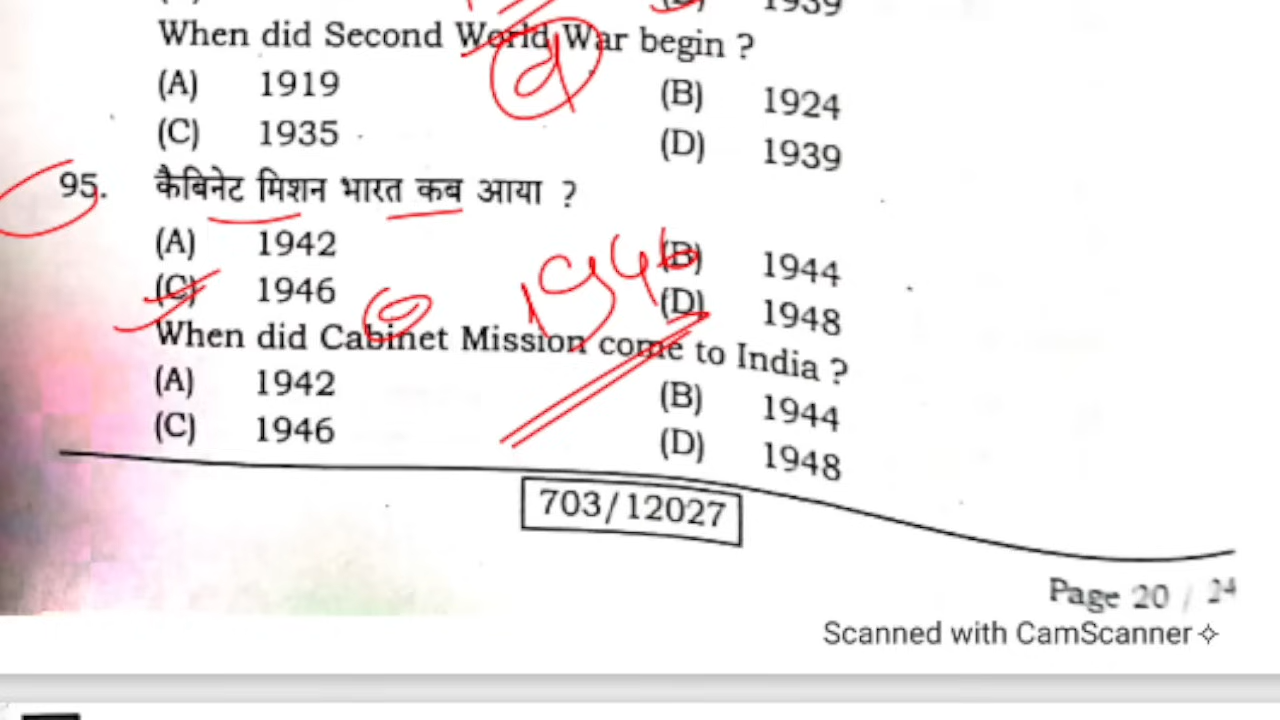 1939
When did Second World War begin ?
(A) 1919 (B) 1924
(C) 1935 (D) 1939
d
95. कैबिनेट मिशन भारत कब आया ?
(A) 1942 (B) 1944
(C) 1946 (D) 1948
1946
When did Cabinet Mission come to India ?
(A) 1942 (B) 1944
(C) 1946 (D) 1948
703/12027
Page 20 / 24
Scanned with CamScanner